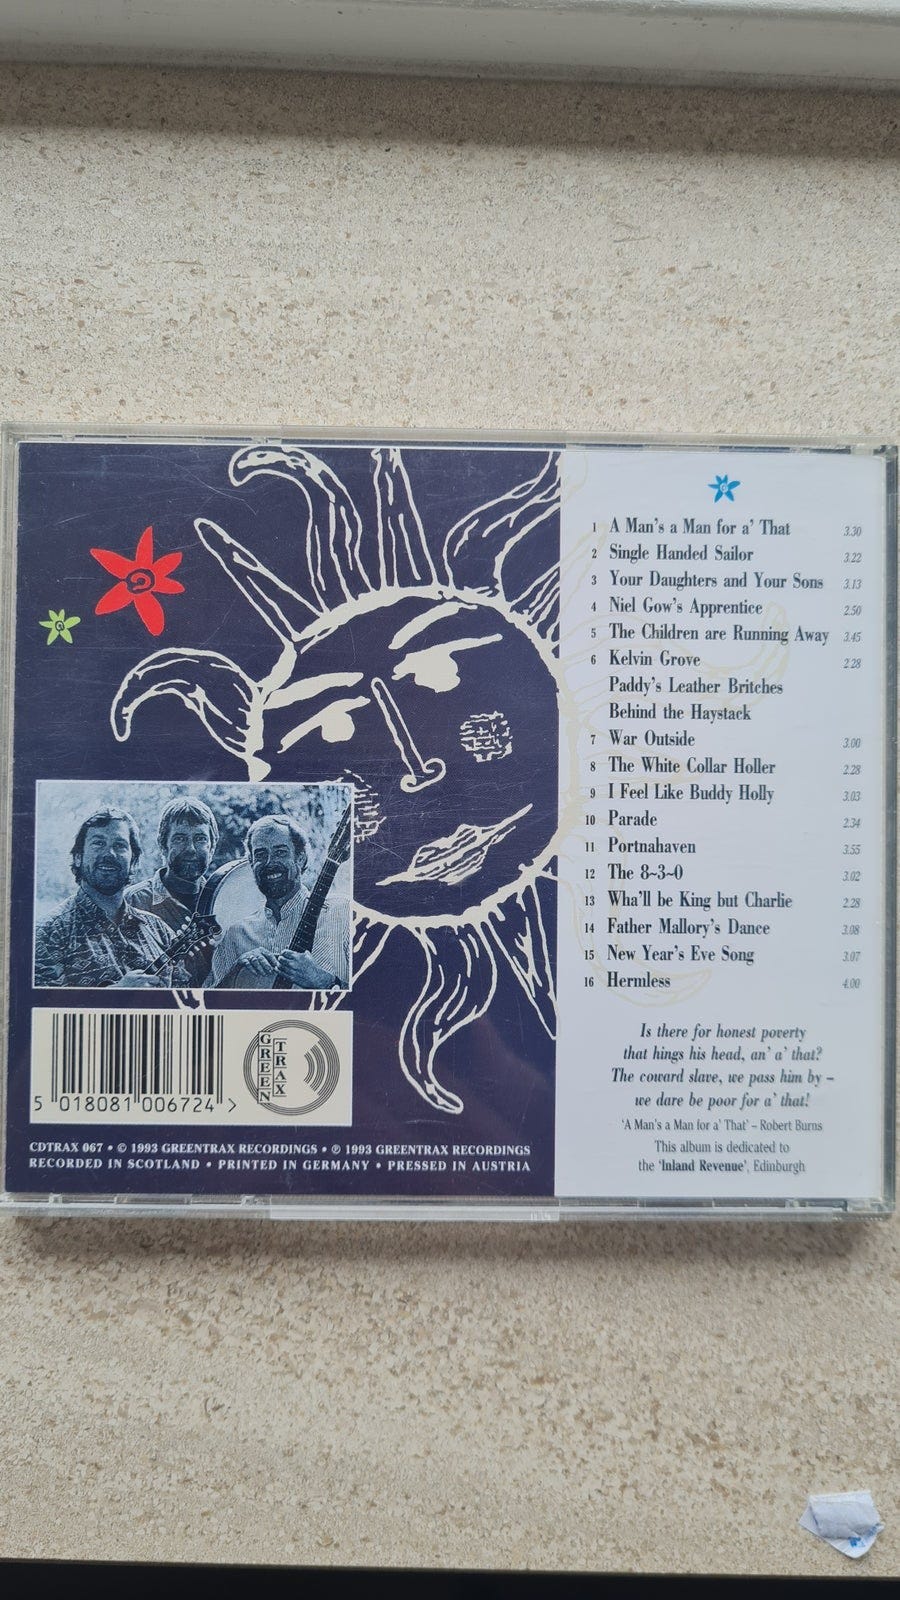 1 A Man's a Man for a' That 3.30
2 Single Handed Sailor 3.22
3 Your Daughters and Your Sons 3.13
4 Niel Gow's Apprentice 2.50
5 The Children are Running Away 3.45
6 Kelvin Grove 2.28
Paddy's Leather Britches
Behind the Haystack
7 War Outside 3.00
8 The White Collar Holler 2.28
9 I Feel Like Buddy Holly 3.03
10 Parade 2.34
11 Portnahaven 3.55
12 The 8~3~0 3.02
13 Wha'll be King but Charlie 2.28
14 Father Mallory's Dance 3.08
15 New Year's Eve Song 3.07
16 Hermless 4.00
Is there for honest poverty
that hings his head, an' a' that?
The coward slave, we pass him by –
we dare be poor for a' that!
'A Man's a Man for a' That' – Robert Burns
This album is dedicated to
the 'Inland Revenue', Edinburgh
GREEN
TRAX
5 018081 006724 >
CDTRAX 067 • © 1993 GREENTRAX RECORDINGS • ℗ 1993 GREENTRAX RECORDINGS
RECORDED IN SCOTLAND • PRINTED IN GERMANY • PRESSED IN AUSTRIA